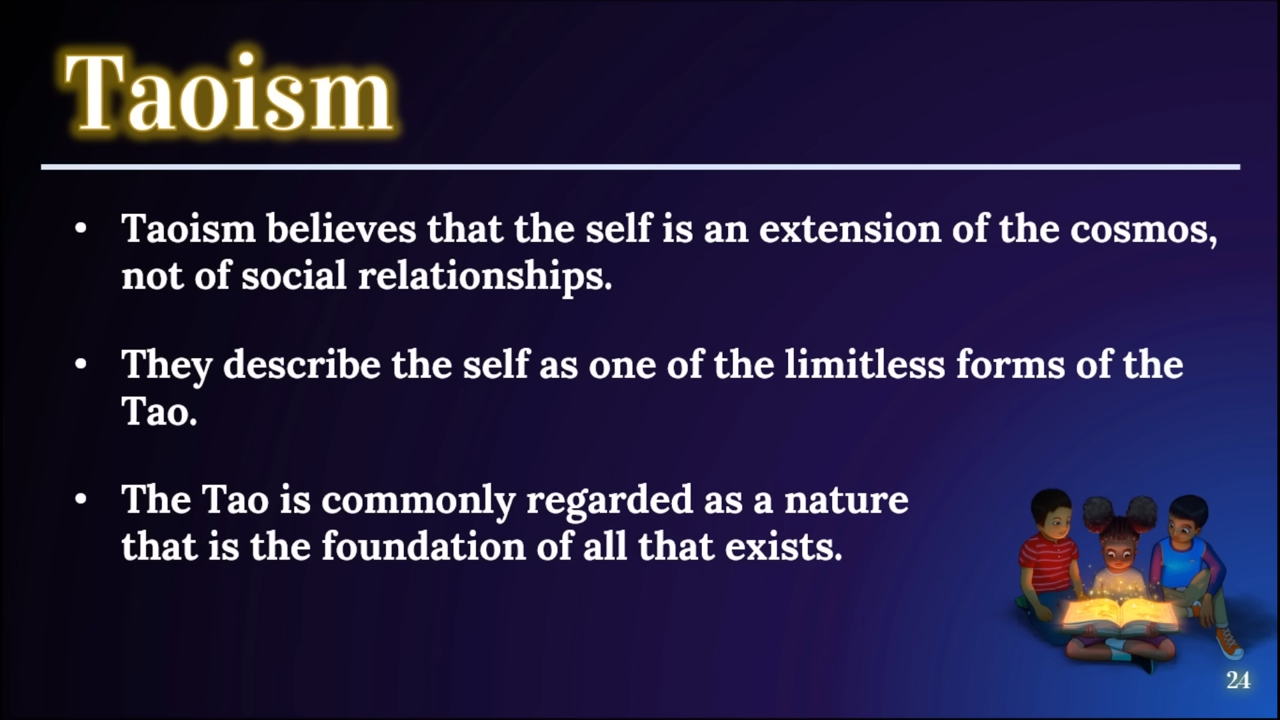 Taoism
• Taoism believes that the self is an extension of the cosmos,
not of social relationships.
• They describe the self as one of the limitless forms of the
Tao.
• The Tao is commonly regarded as a nature
that is the foundation of all that exists.
24